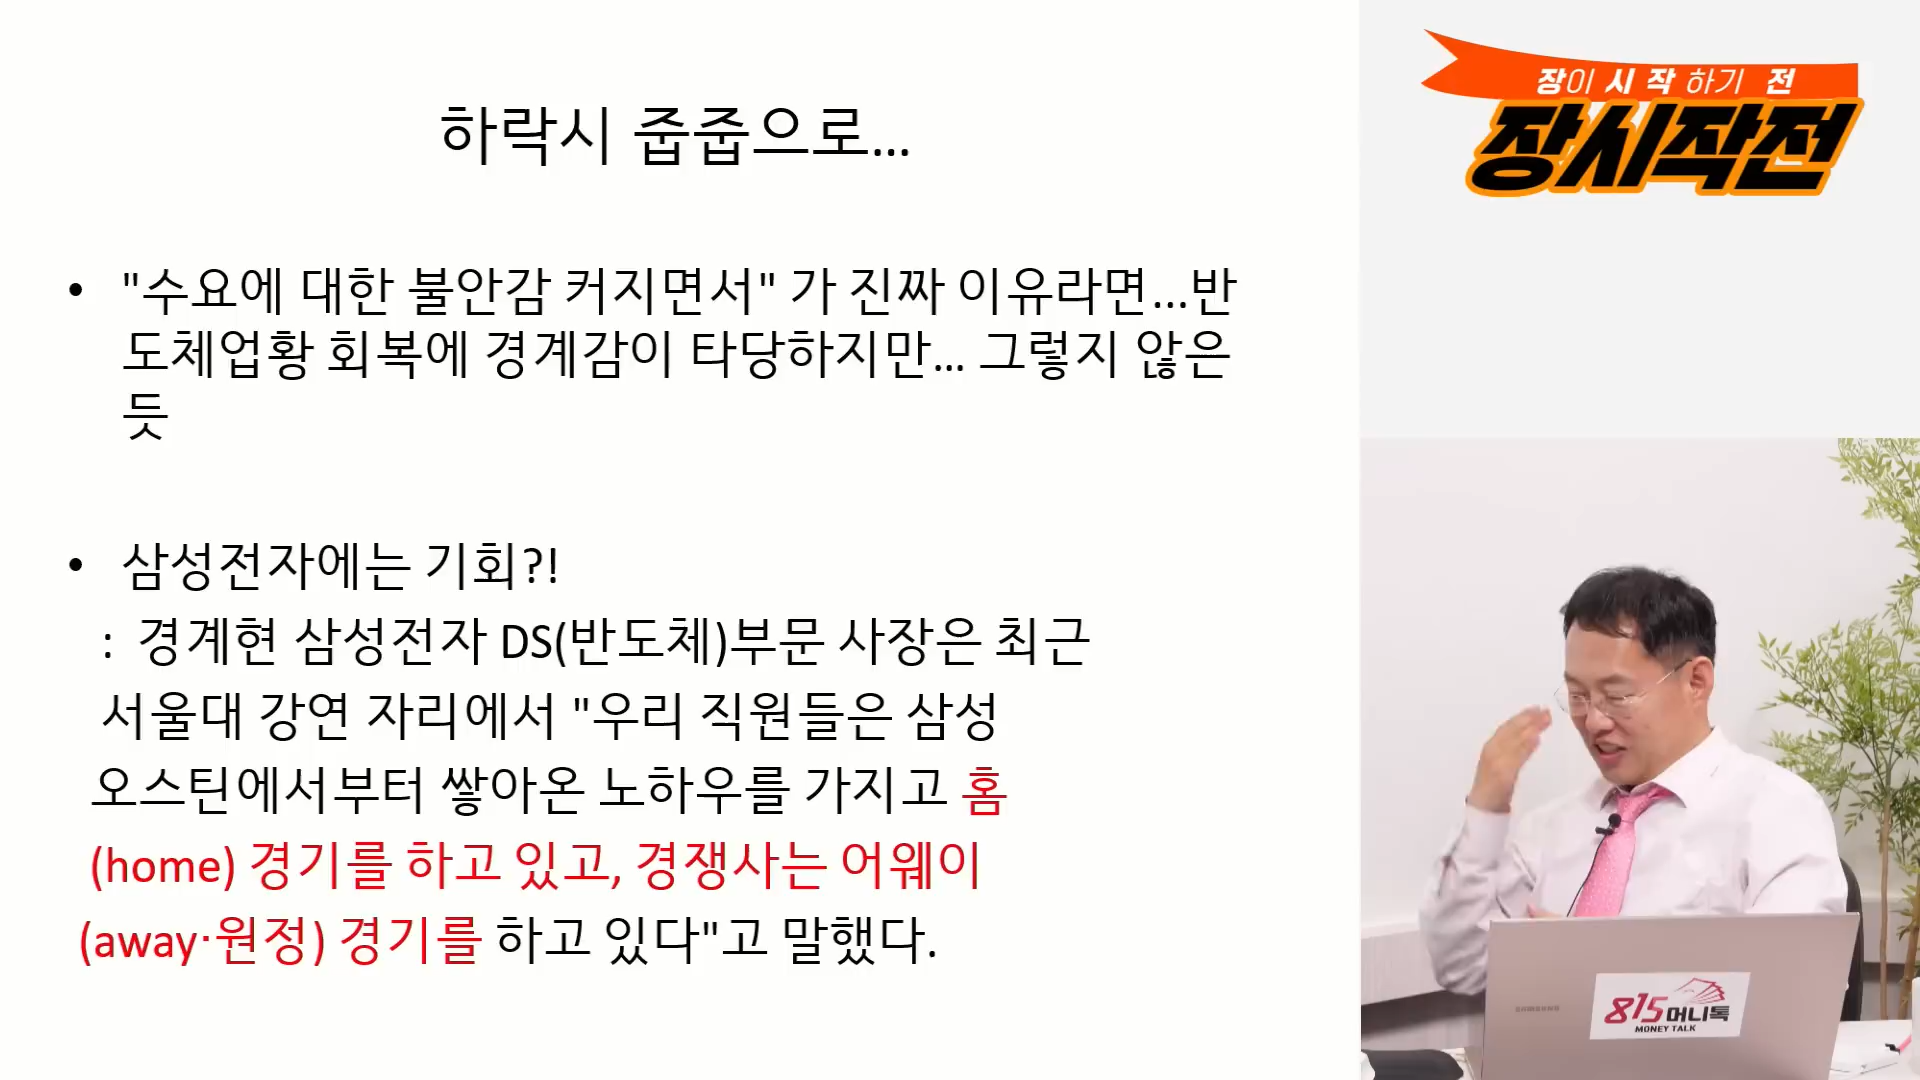 하락시 줍줍으로...
• "수요에 대한 불안감 커지면서" 가 진짜 이유라면...반
도체업황 회복에 경계감이 타당하지만... 그렇지 않은
듯
• 삼성전자에는 기회?!
: 경계현 삼성전자 DS(반도체)부문 사장은 최근
서울대 강연 자리에서 "우리 직원들은 삼성
오스틴에서부터 쌓아온 노하우를 가지고 홈
(home) 경기를 하고 있고, 경쟁사는 어웨이
(away·원정) 경기를 하고 있다"고 말했다.
장이 시작하기 전
장시작전
SAMSUNG
815머니톡
MONEY TALK